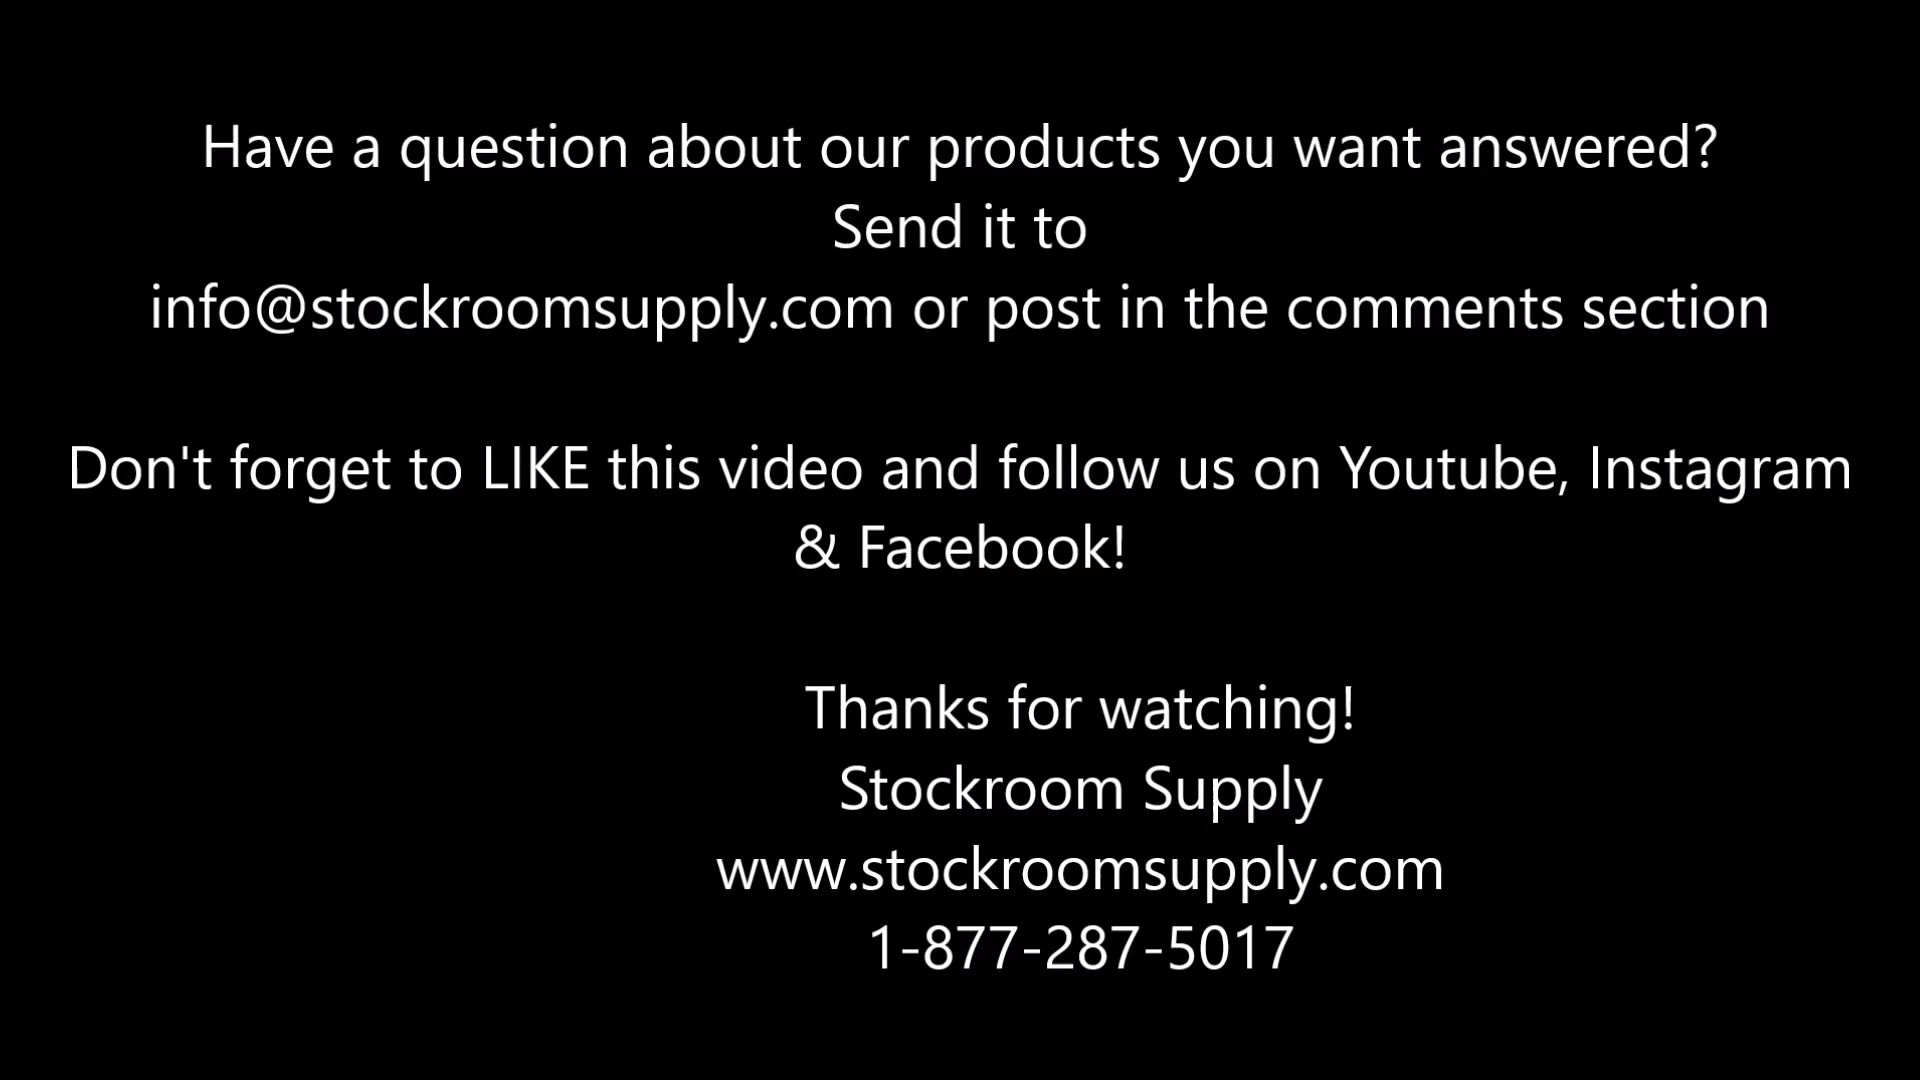 Have a question about our products you want answered?
Send it to
info@stockroomsupply.com or post in the comments section
Don't forget to LIKE this video and follow us on Youtube, Instagram
& Facebook!
Thanks for watching!
Stockroom Supply
www.stockroomsupply.com
1-877-287-5017